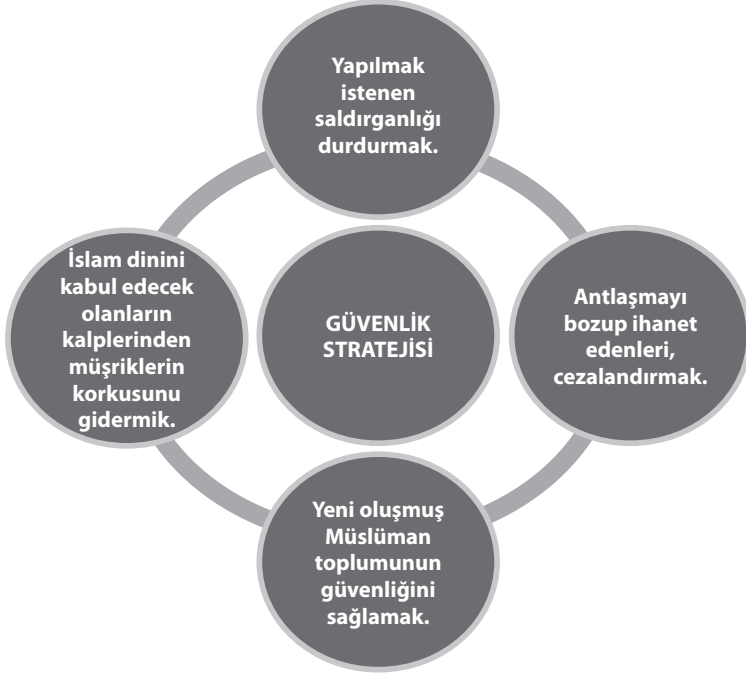 Yapılmak
istenen
saldırganlığı
durdurmak.
İslam dinini
kabul edecek
olanların
kalplerinden
müşriklerin
korkusunu
gidermik.
GÜVENLİK
STRATEJİSİ
Antlaşmayı
bozup ihanet
edenleri,
cezalandırmak.
Yeni oluşmuş
Müslüman
toplumunun
güvenliğini
sağlamak.